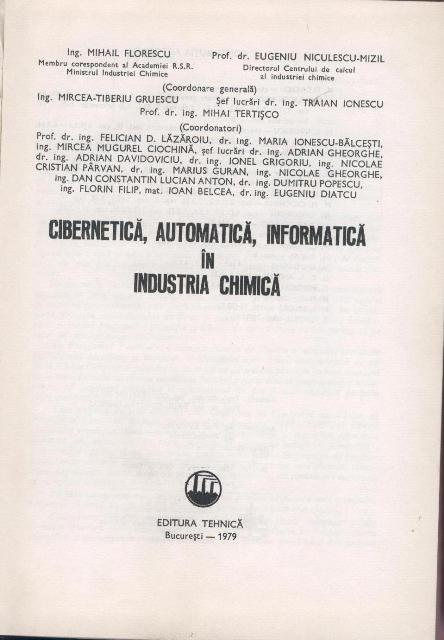 Ing. MIHAIL FLORESCU
Membru corespondent al Academiei R.S.R.
Ministrul Industriei Chimice
Prof. dr. EUGENIU NICULESCU-MIZIL
Directorul Centrului de calcul
al industriei chimice
(Coordonare generală)
Ing. MIRCEA-TIBERIU GRUESCU Șef lucrări dr. ing. TRAIAN IONESCU
Prof. dr. ing. MIHAI TERTIȘCO
(Coordonatori)
Prof. dr. ing. FELICIAN D. LĂZĂROIU, dr. ing. MARIA IONESCU-BĂLCEȘTI,
ing. MIRCEA MUGUREL CIOCHINĂ, șef lucrări dr. ing. ADRIAN GHEORGHE,
dr. ing. ADRIAN DAVIDOVICIU, dr. ing. IONEL GRIGORIU, ing. NICOLAE
CRISTIAN PÂRVAN, dr. ing. MARIUS GURAN, ing. NICOLAE GHEORGHE,
ing. DAN CONSTANTIN LUCIAN ANTON, dr. ing. DUMITRU POPESCU,
ing. FLORIN FILIP, mat. IOAN BELCEA, dr. ing. EUGENIU DIATCU
CIBERNETICĂ, AUTOMATICĂ, INFORMATICĂ
ÎN
INDUSTRIA CHIMICĂ
EDITURA TEHNICĂ
București — 1979